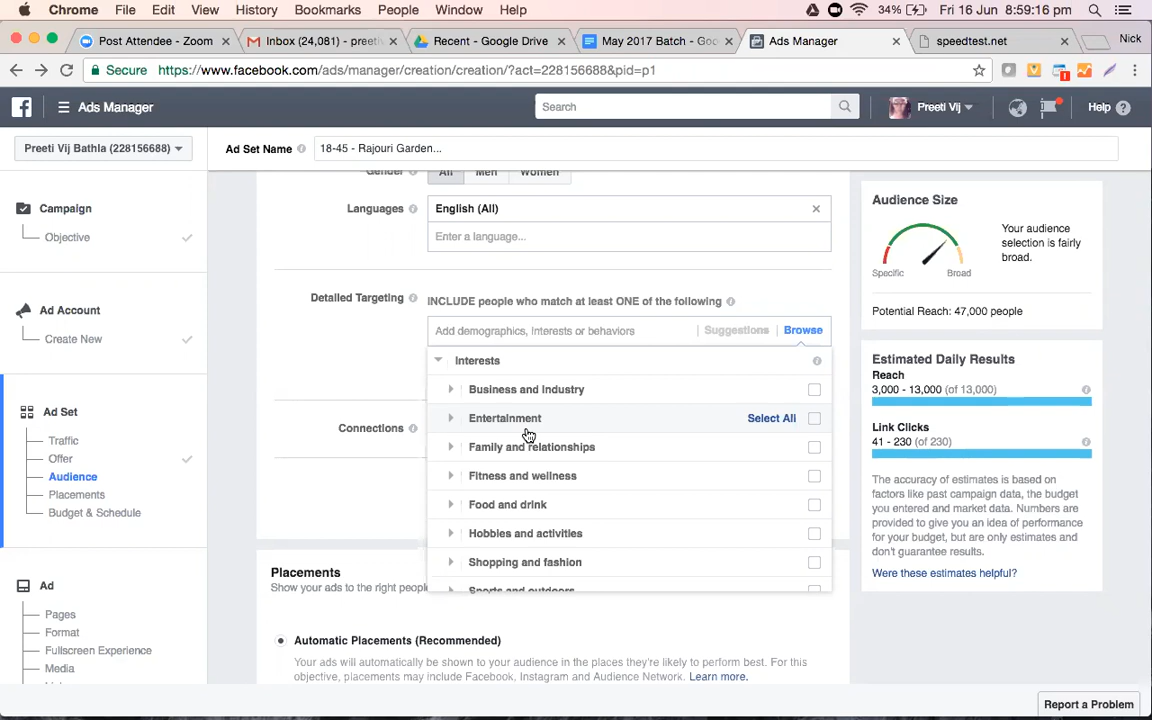 Chrome File Edit View History Bookmarks People Window Help 34% Fri 16 Jun 8:59:16 pm
Post Attendee - Zoom Inbox (24,081) - preeti Recent - Google Drive May 2017 Batch - Go Ads Manager speedtest.net Nick
Secure https://www.facebook.com/ads/manager/creation/creation/?act=228156688&pid=p1
Ads Manager Search Preeti Vij Help
Preeti Vij Bathla (228156688) Ad Set Name 18-45 - Rajouri Garden...
Gender All Men Women
Campaign
Objective
Ad Account
Create New
Ad Set
Traffic
Offer
Audience
Placements
Budget & Schedule
Ad
Pages
Format
Fullscreen Experience
Media
Languages English (All)
Enter a language...
Detailed Targeting INCLUDE people who match at least ONE of the following
Add demographics, interests or behaviors | Suggestions | Browse
Interests
Business and industry
Entertainment Select All
Family and relationships
Fitness and wellness
Food and drink
Hobbies and activities
Shopping and fashion
Sports and outdoors
Connections
Placements
Show your ads to the right people
Automatic Placements (Recommended)
Your ads will automatically be shown to your audience in the places they're likely to perform best. For this
objective, placements may include Facebook, Instagram and Audience Network. Learn more.
Audience Size
Your audience
selection is fairly
broad.
Specific Broad
Potential Reach: 47,000 people
Estimated Daily Results
Reach
3,000 - 13,000 (of 13,000)
Link Clicks
41 - 230 (of 230)
The accuracy of estimates is based on
factors like past campaign data, the budget
you entered and market data. Numbers are
provided to give you an idea of performance
for your budget, but are only estimates and
don't guarantee results.
Were these estimates helpful?
Report a Problem